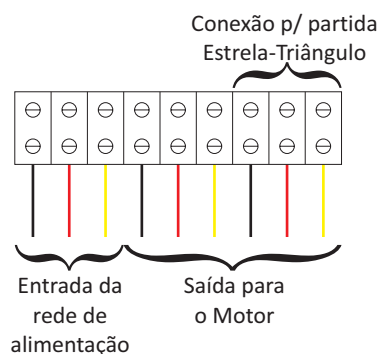 Conexão p/ partida
Estrela-Triângulo
Entrada da
rede de
alimentação
Saída para
o Motor